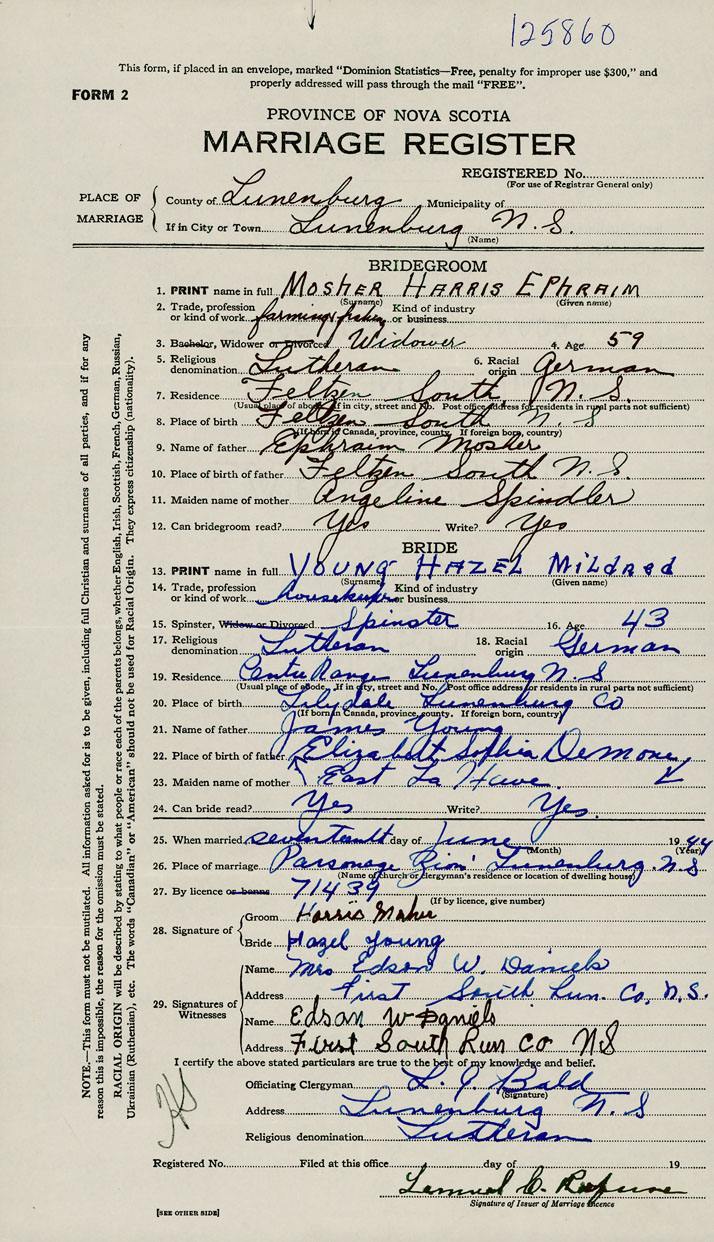 125860
This form, if placed in an envelope, marked "Dominion Statistics—Free, penalty for improper use $300," and
properly addressed will pass through the mail "FREE".
FORM 2
PROVINCE OF NOVA SCOTIA
MARRIAGE REGISTER
REGISTERED No.
(For use of Registrar General only)
PLACE OF MARRIAGE
County of Lunenburg Municipality of
If in City or Town Lunenburg N.S.
(Name)
BRIDEGROOM
1. PRINT name in full MOSHER HARRIS EPHRAIM
(Surname) (Given name)
2. Trade, profession or kind of work farming & fishing Kind of industry or business
3. Bachelor, Widower or Divorced Widower 4. Age 59
5. Religious denomination Lutheran 6. Racial origin German
7. Residence Feltzen South, N.S.
(Usual place of abode. If in city, street and No. Post office address for residents in rural parts not sufficient)
8. Place of birth Feltzen South N.S
(If born in Canada, province, county. If foreign born, country)
9. Name of father Ephraim Mosher
10. Place of birth of father Feltzen South N.S.
11. Maiden name of mother Angeline Spindler
12. Can bridegroom read? Yes Write? Yes
BRIDE
13. PRINT name in full YOUNG HAZEL MILDRED
(Surname) (Given name)
14. Trade, profession or kind of work housekeeper Kind of industry or business
15. Spinster, Widow or Divorced Spinster 16. Age 43
17. Religious denomination Lutheran 18. Racial origin German
19. Residence Centre Range Lunenburg N.S
(Usual place of abode. If in city, street and No. Post office address for residents in rural parts not sufficient)
20. Place of birth Lilydale Lunenburg Co
(If born in Canada, province, county. If foreign born, country)
21. Name of father James Young
22. Place of birth of father Elizabeth Sophia DeMone
23. Maiden name of mother East La Have
24. Can bride read? Yes Write? Yes.
25. When married seventeenth day of June 1944
(Month) (Year)
26. Place of marriage Parsonage Zion' Lunenburg. N.S
(Name of church or clergyman's residence or location of dwelling house)
27. By licence or banns 71439
(If by licence, give number)
28. Signature of
Groom Harris Mosher
Bride Hazel Young
29. Signatures of Witnesses
Name Mrs Edson W. Daniels
Address First South Lun. Co. N.S.
Name Edson W Daniels
Address First South Lun Co NS
I certify the above stated particulars are true to the best of my knowledge and belief.
Officiating Clergyman L. G. Bald
(Signature)
Address Lunenburg N.S
Religious denomination Lutheran
Registered No. Filed at this office day of 19
Lemuel C.
Signature of Issuer of Marriage Licence
[SEE OTHER SIDE]
NOTE.—This form must not be mutilated. All information asked for is to be given, including full Christian and surnames of all parties, and if for any
reason this is impossible, the reason for the omission must be stated.
RACIAL ORIGIN will be described by stating to what people or race each of the parents belongs, whether English, Irish, Scottish, French, German, Russian,
Ukrainian (Ruthenian), etc. The words "Canadian" or "American" should not be used for Racial Origin. They express citizenship (nationality).